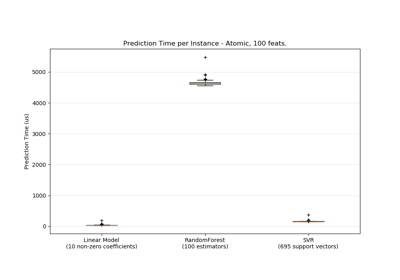 Prediction Time per Instance - Atomic, 100 feats.
Prediction Time (us)
5000
4000
3000
2000
1000
0
Linear Model
(10 non-zero coefficients)
RandomForest
(100 estimators)
SVR
(695 support vectors)